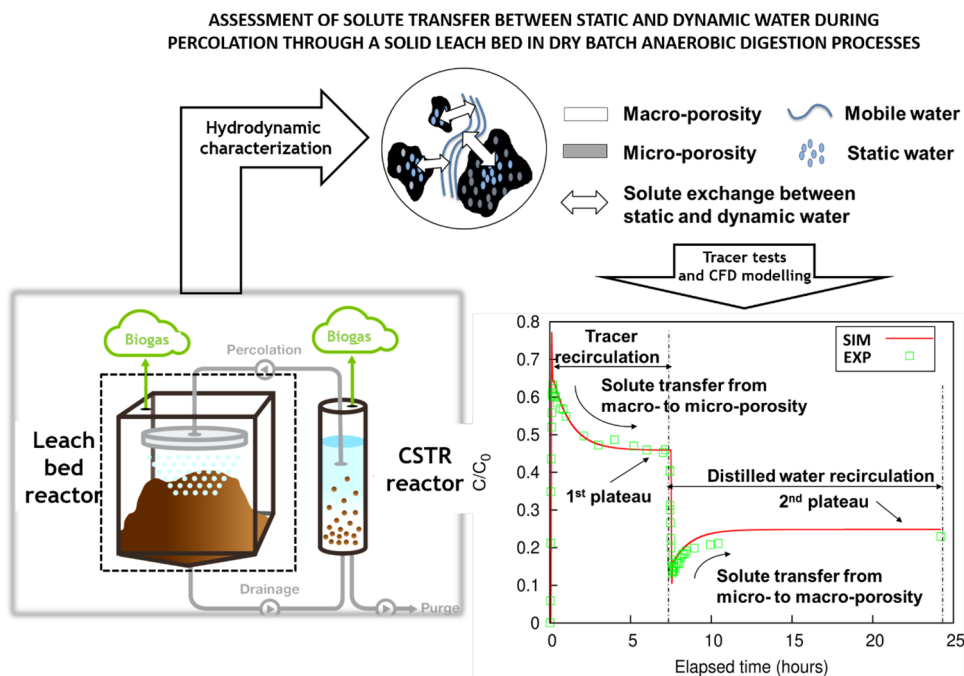 ASSESSMENT OF SOLUTE TRANSFER BETWEEN STATIC AND DYNAMIC WATER DURING
PERCOLATION THROUGH A SOLID LEACH BED IN DRY BATCH ANAEROBIC DIGESTION PROCESSES
Hydrodynamic
characterization
Macro-porosity
Mobile water
Micro-porosity
Static water
Solute exchange between
static and dynamic water
Tracer tests
and CFD modelling
Biogas
Biogas
Percolation
Leach
bed
reactor
CSTR
reactor
Drainage
Purge
0.8
0.7
0.6
0.5
0.4
0.3
0.2
0.1
0
C/C0
Tracer
recirculation
SIM
EXP
Solute transfer from
macro- to micro-porosity
1st plateau
Distilled water recirculation
2nd plateau
Solute transfer from
micro- to macro-porosity
0 5 10 15 20 25
Elapsed time (hours)